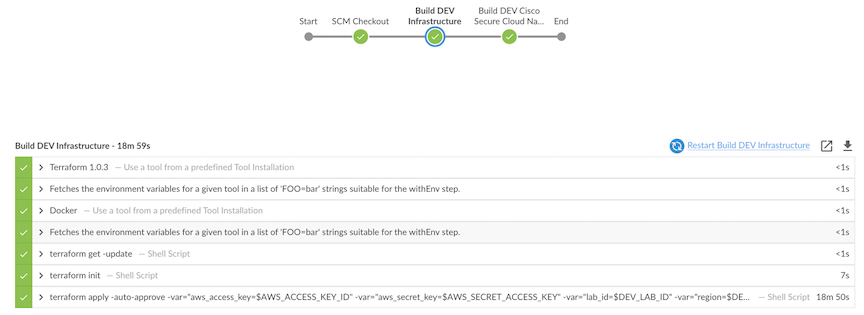 Build DEV
Build DEV Cisco
Start
SCM Checkout
Infrastructure
Secure Cloud Na...
End
Build DEV Infrastructure - 18m 59s
Restart Build DEV Infrastructure
Terraform 1.0.3 — Use a tool from a predefined Tool Installation <1s
Fetches the environment variables for a given tool in a list of 'FOO=bar' strings suitable for the withEnv step. <1s
Docker — Use a tool from a predefined Tool Installation <1s
Fetches the environment variables for a given tool in a list of 'FOO=bar' strings suitable for the withEnv step. <1s
terraform get -update — Shell Script <1s
terraform init — Shell Script 7s
terraform apply -auto-approve -var="aws_access_key=$AWS_ACCESS_KEY_ID" -var="aws_secret_key=$AWS_SECRET_ACCESS_KEY" -var="lab_id=$DEV_LAB_ID" -var="region=$DE... — Shell Script 18m 50s